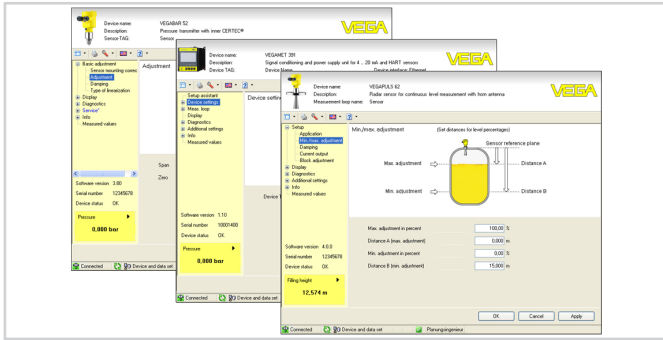 Device name: VEGABAR 52
Description: Pressure transmitter with inner CERTEC®
Sensor-TAG: Sensor
VEGA
Basic adjustment
Sensor mounting correc
Adjustment
Damping
Type of linearization
Display
Diagnostics
Service*
Info
Measured values
Adjustment
Span
Zero
Software version 3.80
Serial number 12345678
Device status OK
Pressure
0,000 bar
Connected
Device and data set
Device name: VEGAMET 391
Description: Signal conditioning and power supply unit for 4 .. 20 mA and HART sensors
Device TAG: Device Name
Device interface: Ethernet
VEGA
Setup assistant
Device settings
Meas. loop
Display
Diagnostics
Additional settings
Info
Measured values
Device
Software version 1.10
Serial number 10001400
Device status OK
Pressure
0,000 bar
Connected
Device and data set
Device name: VEGAPULS 62
Description: Radar sensor for continuous level measurement with horn antenna
Measurement loop name: Sensor
VEGA
Setup
Application
Min./max. adjustment
Damping
Current output
Block adjustment
Display
Diagnostics
Additional settings
Info
Measured values
Min./max. adjustment
(Set distances for level percentages)
Sensor reference plane
Max. adjustment
Distance A
Min. adjustment
Distance B
Max. adjustment in percent 100,00 %
Distance A (max. adjustment) 0,000 m
Min. adjustment in percent 0,00 %
Distance B (min. adjustment) 15,000 m
Software version 4.0.0
Serial number 12345678
Device status OK
Filling height
12,574 m
OK Cancel Apply
Connected
Device and data set
Planungsingenieur